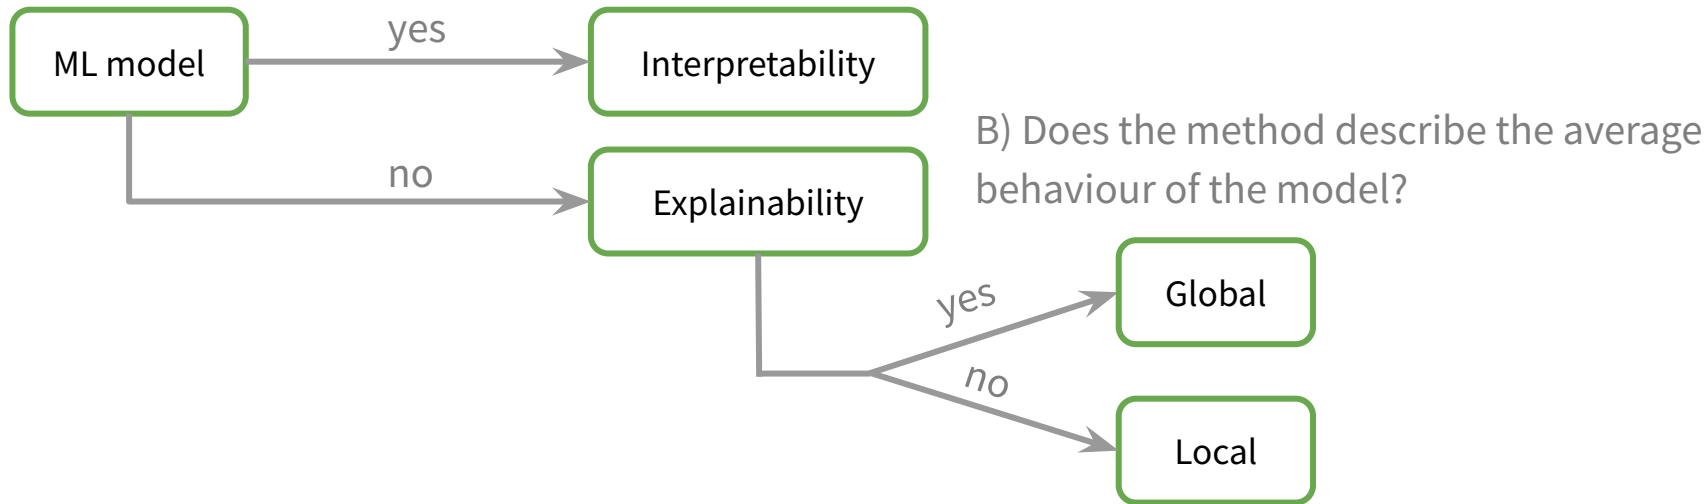 yes
ML model
Interpretability
B) Does the method describe the average
behaviour of the model?
no
Explainability
yes
Global
no
Local